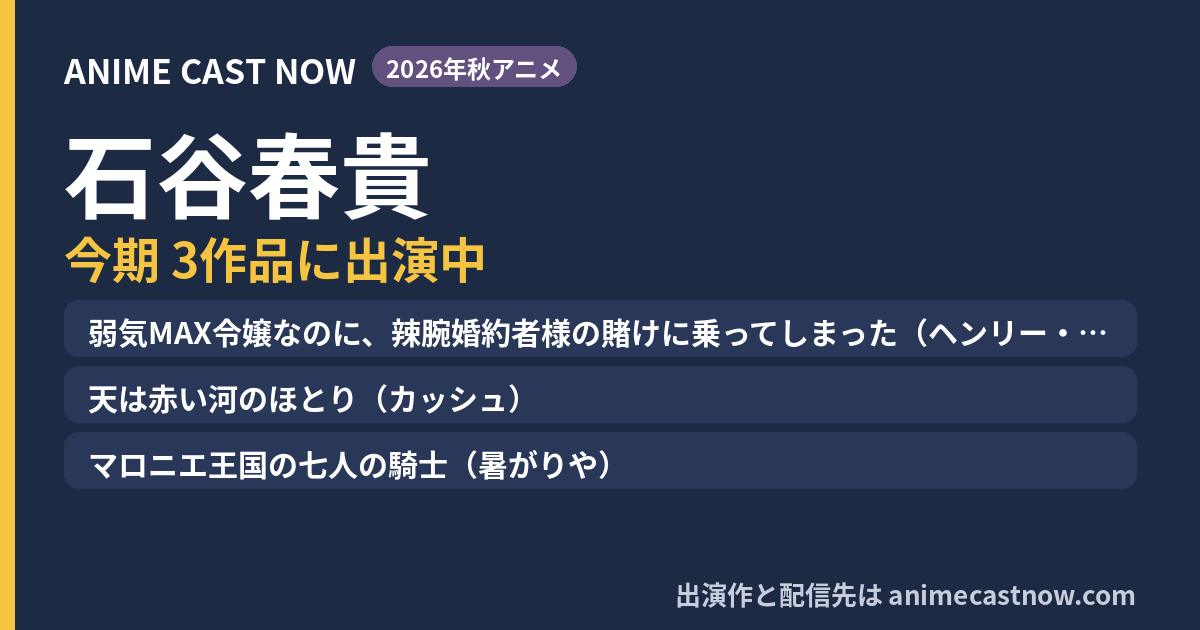 ANIME CAST NOW 2026年秋アニメ
石谷春貴
今期 3作品に出演中
弱気MAX令嬢なのに、辣腕婚約者様の賭けに乗ってしまった（ヘンリー・…
天は赤い河のほとり（カッシュ）
マロニエ王国の七人の騎士（暑がりや）
出演作と配信先は animecastnow.com